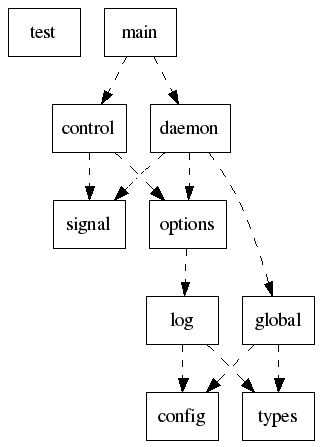 test
main
control
daemon
signal
options
log
global
config
types